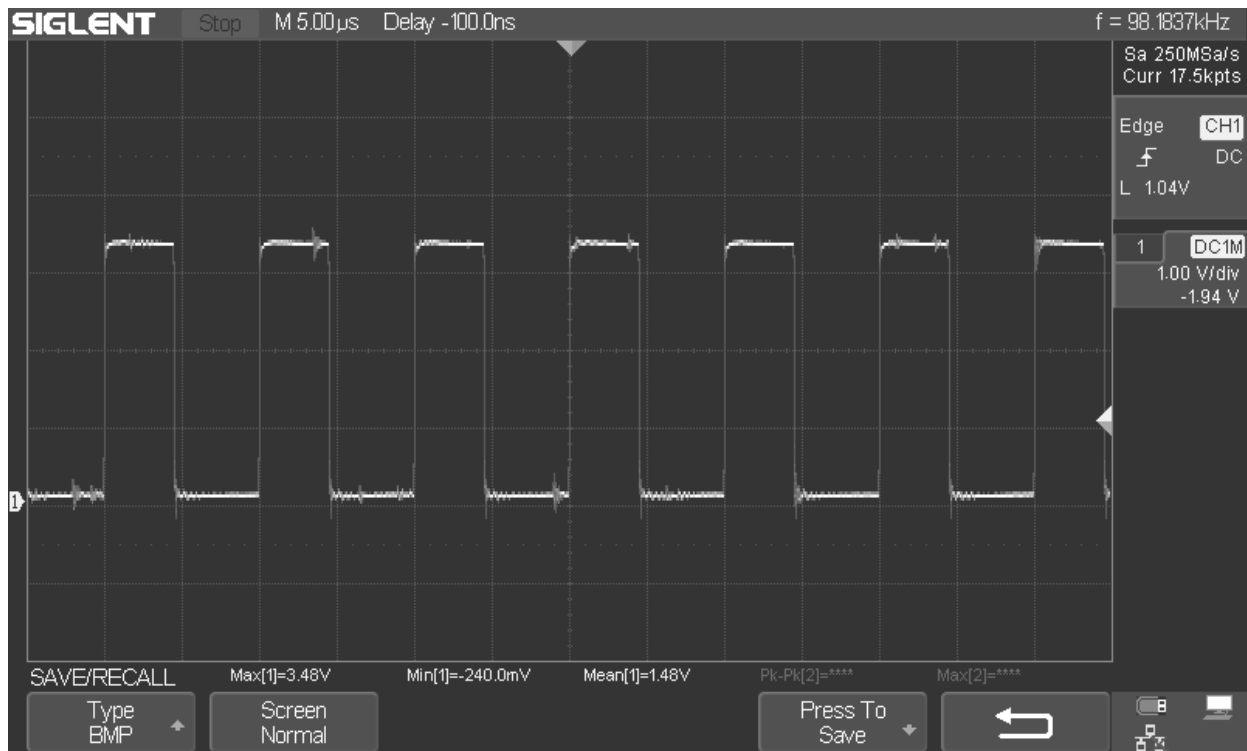 SIGLENT Stop M 5.00µs Delay -100.0ns f = 98.1837kHz
Sa 250MSa/s
Curr 17.5kpts
Edge CH1
DC
L 1.04V
1 DC1M
1.00 V/div
-1.94 V
1
SAVE/RECALL Max[1]=3.48V Min[1]=-240.0mV Mean[1]=1.48V Pk-Pk[2]=**** Max[2]=****
Type Screen Press To
BMP Normal Save